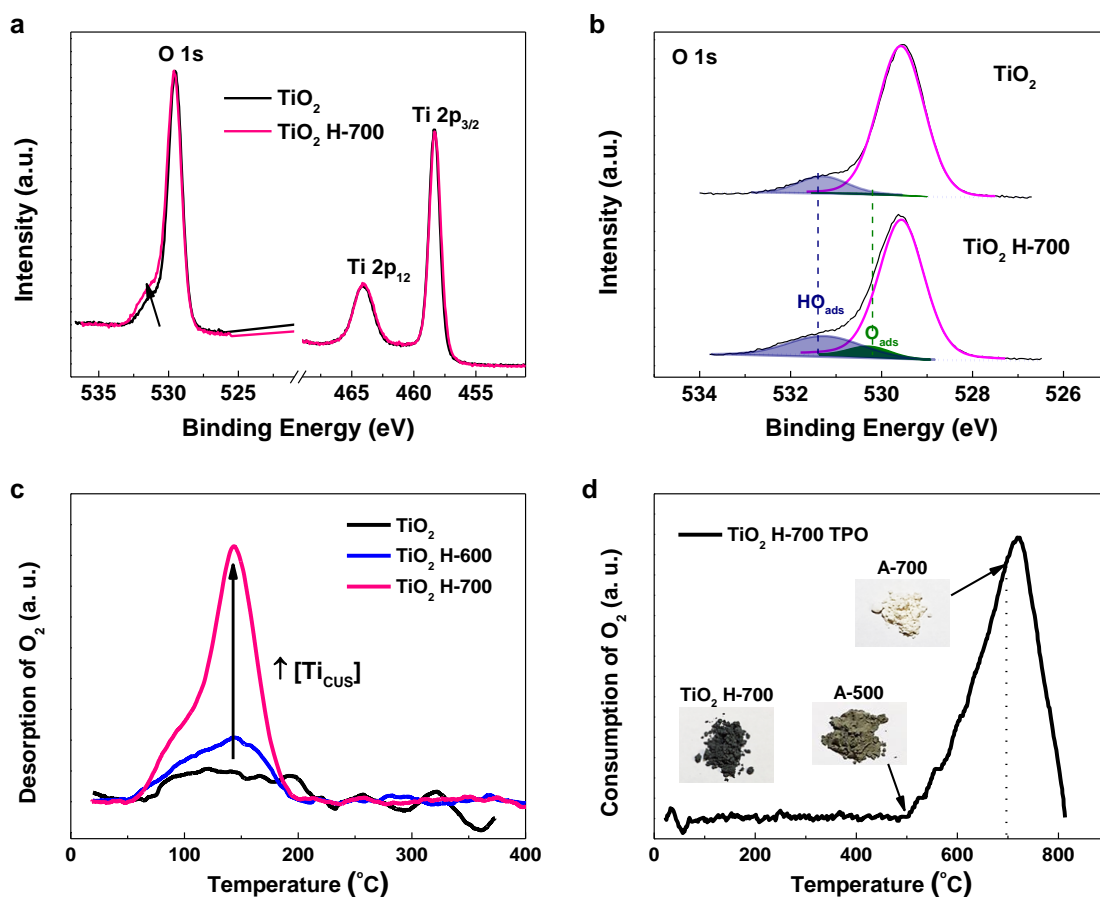 a
O 1s
TiO₂
TiO₂ H-700
Ti 2p₃/₂
Ti 2p₁₂
Intensity (a.u.)
535 530 525 465 460 455
Binding Energy (eV)
b
O 1s
TiO₂
TiO₂ H-700
HOₐds
Oₐds
Intensity (a.u.)
534 532 530 528 526
Binding Energy (eV)
c
TiO₂
TiO₂ H-600
TiO₂ H-700
↑ [Ti_CUS]
Desorption of O₂ (a. u.)
0 100 200 300 400
Temperature (°C)
d
TiO₂ H-700 TPO
A-700
TiO₂ H-700
A-500
Consumption of O₂ (a. u.)
0 200 400 600 800
Temperature (°C)